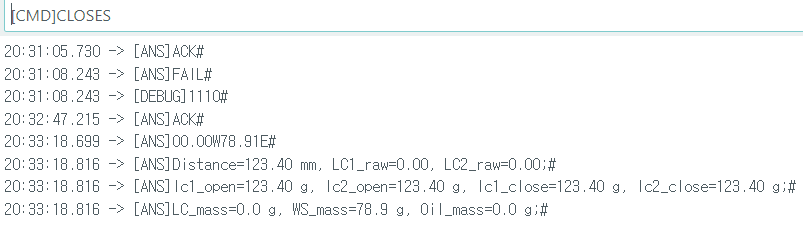 [CMD]CLOSES
20:31:05.730 -> [ANS]ACK#
20:31:08.243 -> [ANS]FAIL#
20:31:08.243 -> [DEBUG]1110#
20:32:47.215 -> [ANS]ACK#
20:33:18.699 -> [ANS]O0.00W78.91E#
20:33:18.816 -> [ANS]Distance=123.40 mm, LC1_raw=0.00, LC2_raw=0.00;#
20:33:18.816 -> [ANS]lc1_open=123.40 g, lc2_open=123.40 g, lc1_close=123.40 g, lc2_close=123.40 g;#
20:33:18.816 -> [ANS]LC_mass=0.0 g, WS_mass=78.9 g, Oil_mass=0.0 g;#